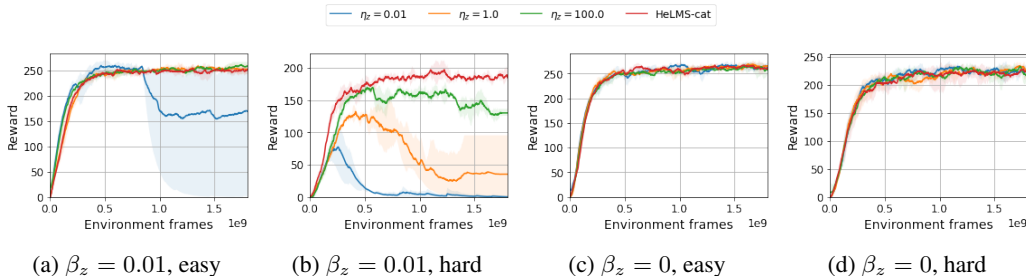 η_z = 0.01 η_z = 1.0 η_z = 100.0 HeLMS-cat
Reward
250
200
150
100
50
0
0.0 0.5 1.0 1.5
1e9
Environment frames
(a) β_z = 0.01, easy
Reward
200
150
100
50
0
0.0 0.5 1.0 1.5
1e9
Environment frames
(b) β_z = 0.01, hard
Reward
250
200
150
100
50
0
0.0 0.5 1.0 1.5
1e9
Environment frames
(c) β_z = 0, easy
Reward
250
200
150
100
50
0
0.0 0.5 1.0 1.5
1e9
Environment frames
(d) β_z = 0, hard